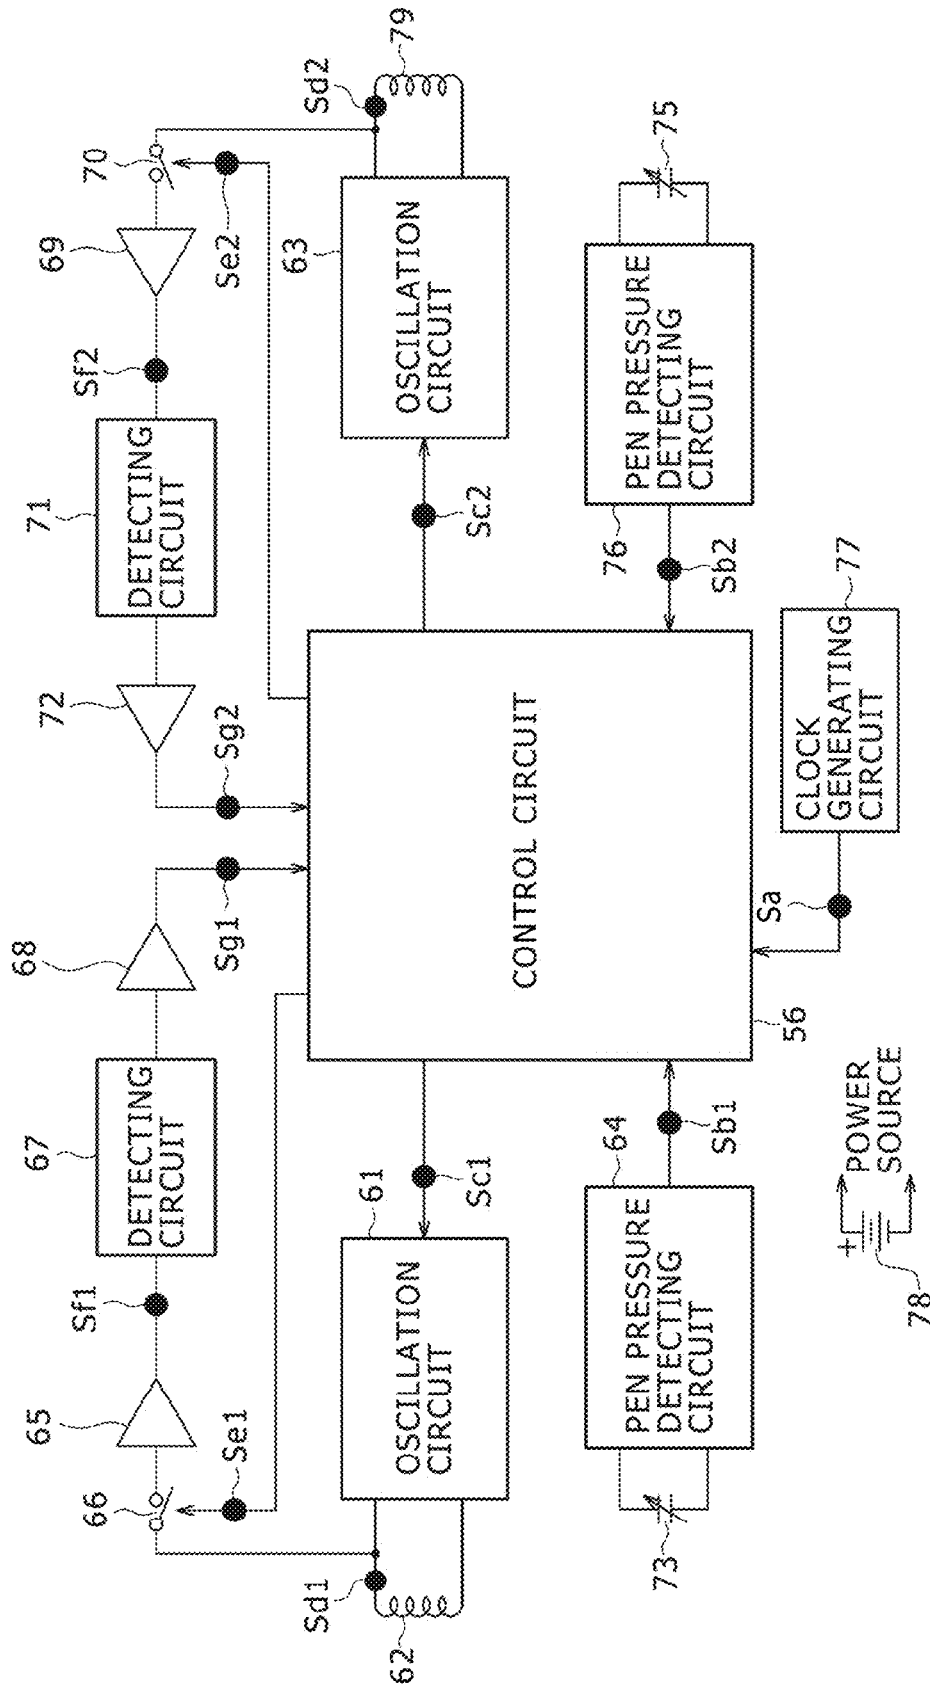 66
65
Sf1
67
DETECTING
CIRCUIT
68
72
71
DETECTING
CIRCUIT
Sf2
69
70
Se1
Sg1
Sg2
Se2
Sd1
62
OSCILLATION
CIRCUIT
61
Sc1
CONTROL CIRCUIT
56
Sc2
63
OSCILLATION
CIRCUIT
Sd2
79
73
PEN PRESSURE
DETECTING
CIRCUIT
64
Sb1
Sb2
76
PEN PRESSURE
DETECTING
CIRCUIT
75
78
+
POWER
SOURCE
Sa
CLOCK
GENERATING
CIRCUIT
77